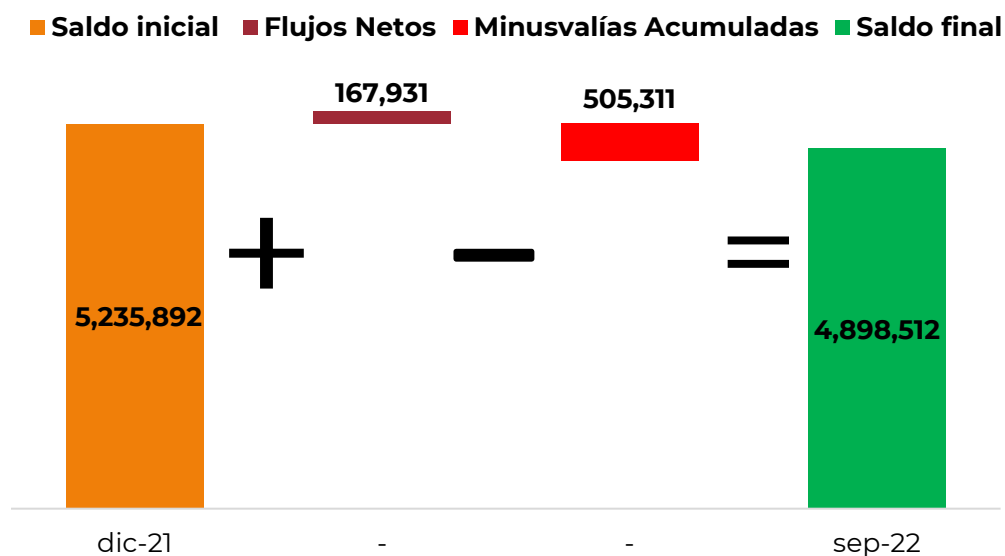 Saldo inicial Flujos Netos Minusvalías Acumuladas Saldo final
167,931
505,311
+ − =
5,235,892
4,898,512
dic-21 - - sep-22